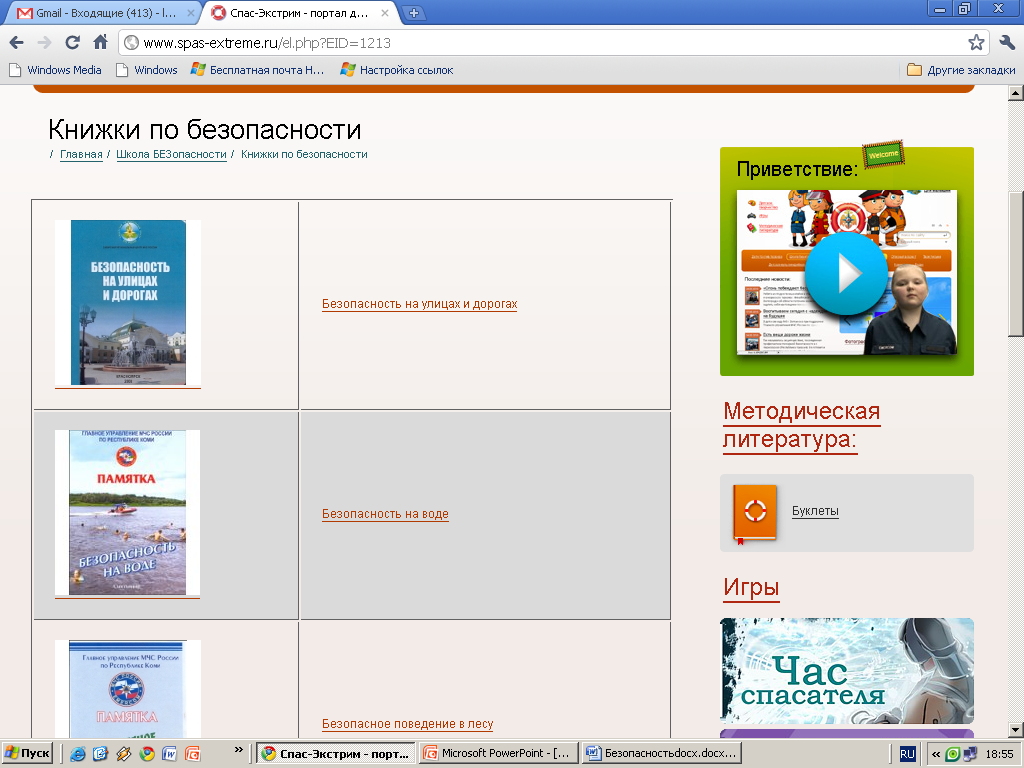 Gmail - Входящие (413) - l...
Спас-Экстрим - портал д...
www.spas-extreme.ru/el.php?EID=1213
Windows Media
Windows
Бесплатная почта H...
Настройка ссылок
Другие закладки
Книжки по безопасности
/ Главная / Школа БЕЗопасности / Книжки по безопасности
БЕЗОПАСНОСТЬ
НА УЛИЦАХ
И ДОРОГАХ
Безопасность на улицах и дорогах
ГЛАВНОЕ УПРАВЛЕНИЕ МЧС РОССИИ
ПО РЕСПУБЛИКЕ КОМИ
ПАМЯТКА
БЕЗОПАСНОСТЬ
НА ВОДЕ
Безопасность на воде
Главное управление МЧС России
по Республике Коми
ПАМЯТКА
Безопасное поведение в лесу
Приветствие:
Welcome
Последние новости:
Методическая
литература:
Буклеты
Игры
Час
спасателя
Пуск
»
Спас-Экстрим - порт...
Microsoft PowerPoint - [...
Безопасностьdocx.docx...
RU
«
18:55